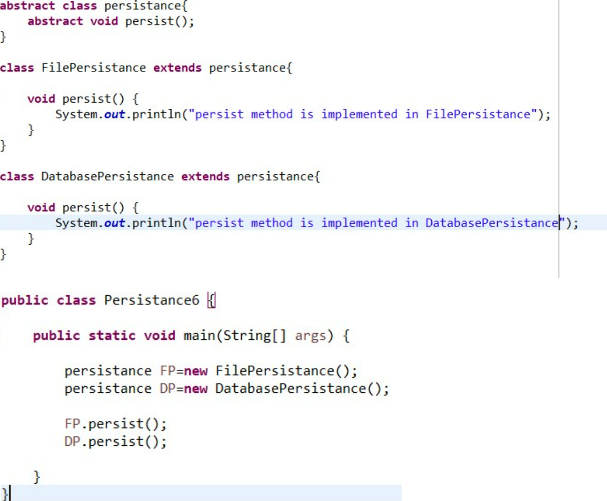 abstract class persistance{
abstract void persist();
}
class FilePersistance extends persistance{
void persist() {
System.out.println("persist method is implemented in FilePersistance");
}
}
class DatabasePersistance extends persistance{
void persist() {
System.out.println("persist method is implemented in DatabasePersistance");
}
}
public class Persistance6 {
public static void main(String[] args) {
persistance FP=new FilePersistance();
persistance DP=new DatabasePersistance();
FP.persist();
DP.persist();
}
}